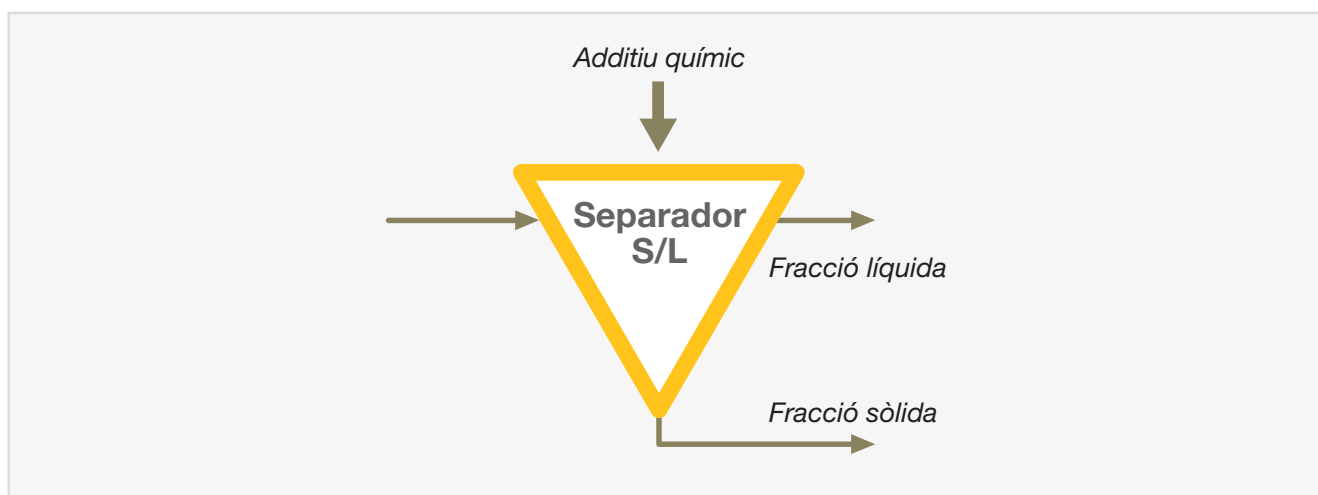 Additiu químic
Separador
S/L
Fracció líquida
Fracció sòlida